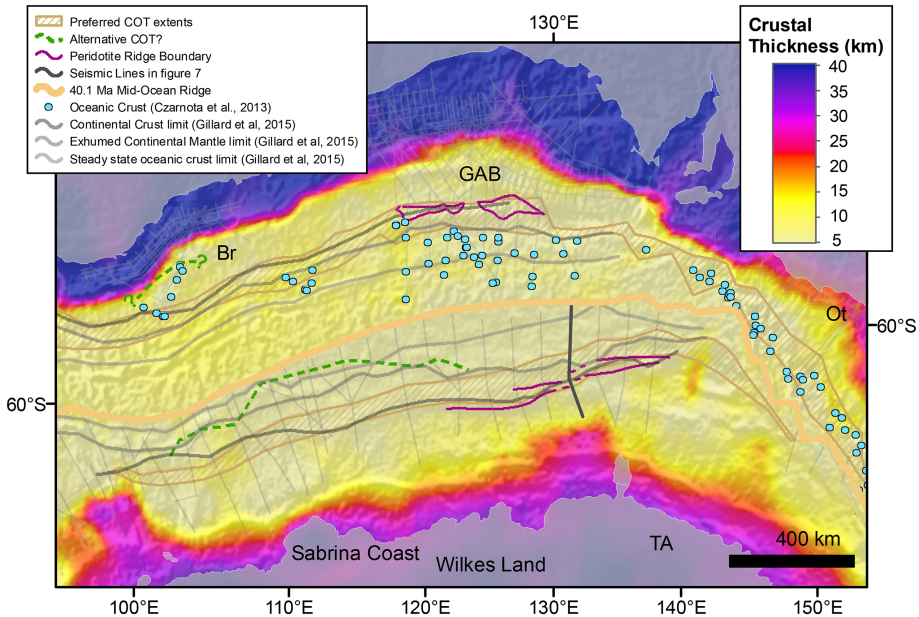 Preferred COT extents
Alternative COT?
Peridotite Ridge Boundary
Seismic Lines in figure 7
40.1 Ma Mid-Ocean Ridge
Oceanic Crust (Czarnota et al., 2013)
Continental Crust limit (Gillard et al, 2015)
Exhumed Continental Mantle limit (Gillard et al, 2015)
Steady state oceanic crust limit (Gillard et al, 2015)
130°E
Crustal
Thickness (km)
40
35
30
25
20
15
10
5
GAB
Br
?
?
Ot
60°S
60°S
Sabrina Coast
Wilkes Land
TA
400 km
100°E
110°E
120°E
130°E
140°E
150°E